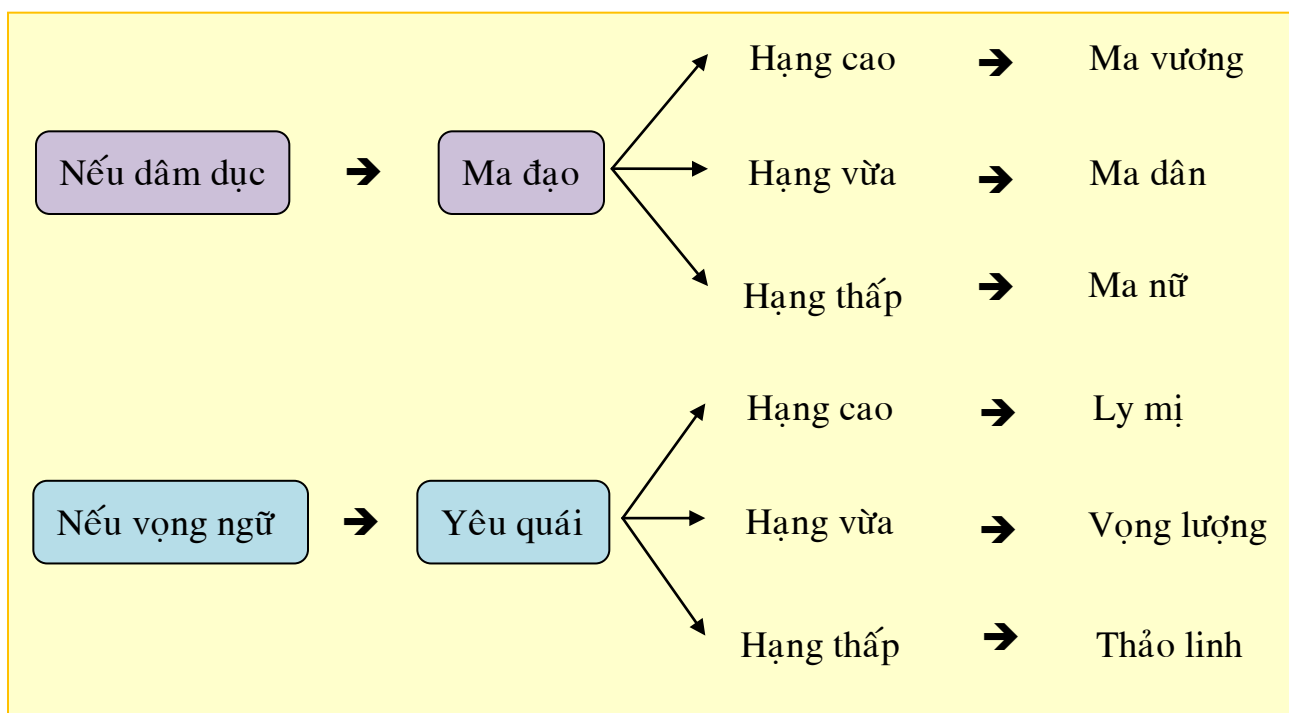 Hạng cao ➔ Ma vương
Nếu dâm dục ➔ Ma đạo Hạng vừa ➔ Ma dân
Hạng thấp ➔ Ma nữ
Hạng cao ➔ Ly mị
Nếu vọng ngữ ➔ Yêu quái Hạng vừa ➔ Vọng lượng
Hạng thấp ➔ Thảo linh